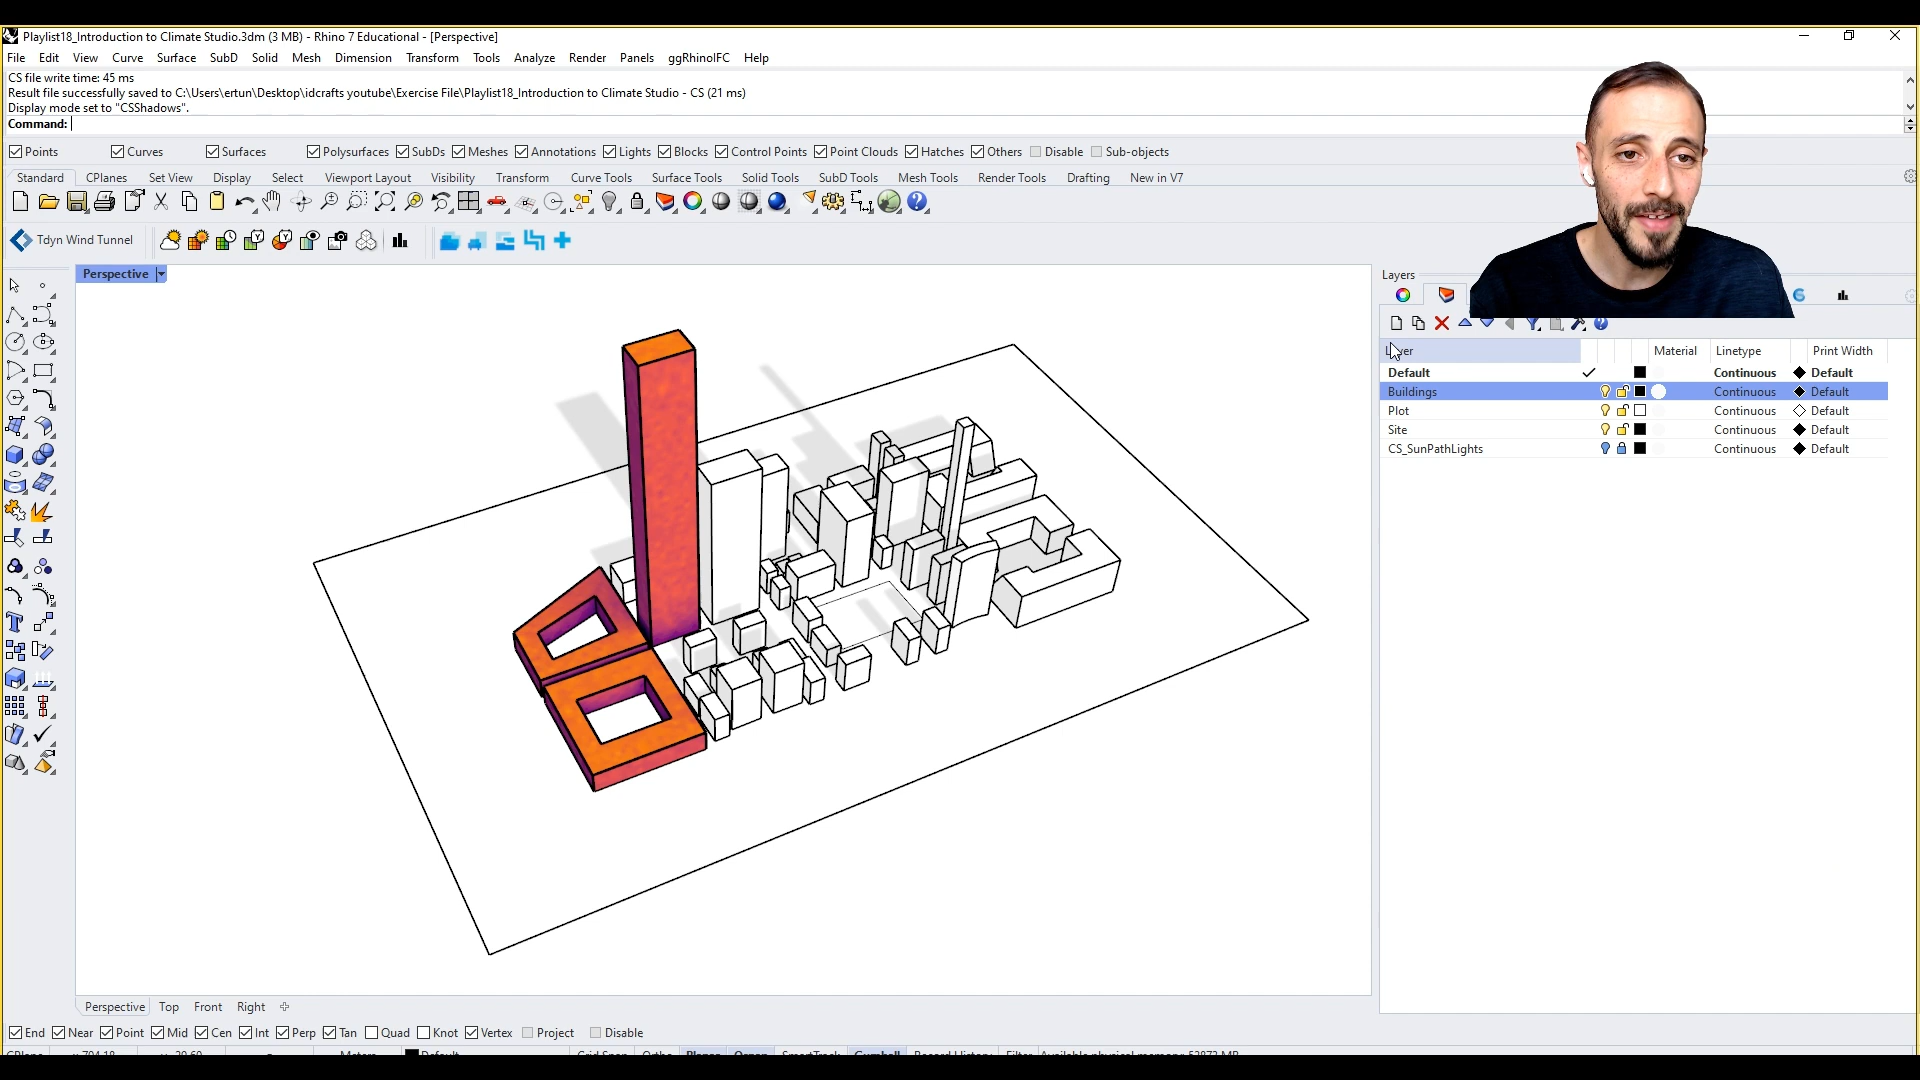 Playlist18_Introduction to Climate Studio.3dm (3 MB) - Rhino 7 Educational - [Perspective]
File Edit View Curve Surface SubD Solid Mesh Dimension Transform Tools Analyze Render Panels ggRhinoIFC Help
CS file write time: 45 ms
Result file successfully saved to C:\Users\ertun\Desktop\idcrafts youtube\Exercise File\Playlist18_Introduction to Climate Studio - CS (21 ms)
Display mode set to "CSShadows".
Command:
Points Curves Surfaces Polysurfaces SubDs Meshes Annotations Lights Blocks Control Points Point Clouds Hatches Others Disable Sub-objects
Standard CPlanes Set View Display Select Viewport Layout Visibility Transform Curve Tools Surface Tools Solid Tools SubD Tools Mesh Tools Render Tools Drafting New in V7
Tdyn Wind Tunnel
Perspective
Layers
Material Linetype Print Width
Default Continuous Default
Buildings Continuous Default
Plot Continuous Default
Site Continuous Default
CS_SunPathLights Continuous Default
Perspective Top Front Right
End Near Point Mid Cen Int Perp Tan Quad Knot Vertex Project Disable